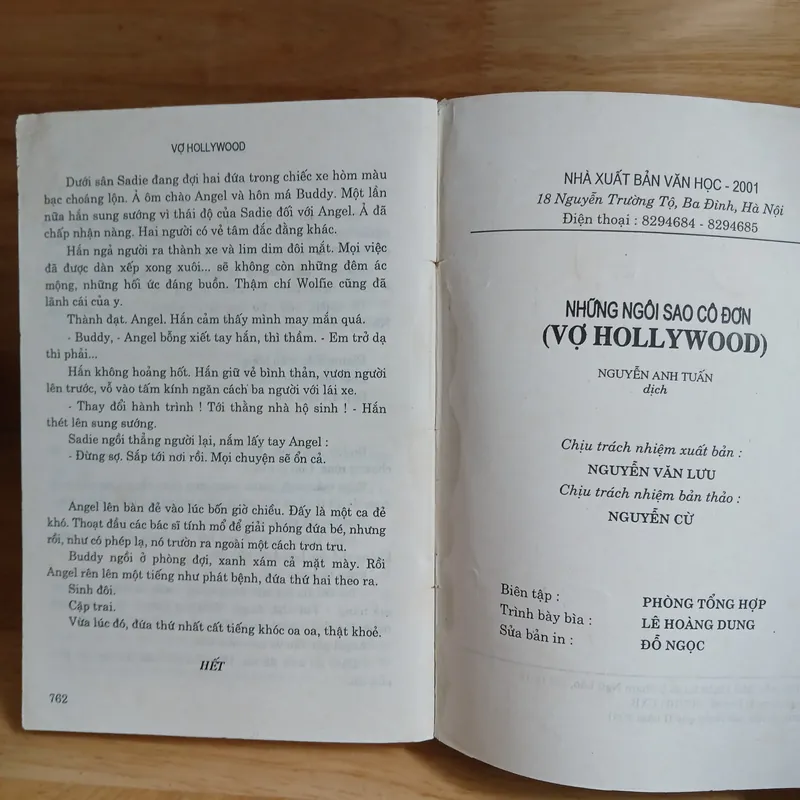 VỢ HOLLYWOOD
Dưới sân Sadie đang đợi hai đứa trong chiếc xe hòm màu
bạc choáng lộn. Ả ôm chào Angel và hôn má Buddy. Một lần
nữa hắn sung sướng vì thái độ của Sadie đối với Angel. Ả đã
chấp nhận nàng. Hai người có vẻ tâm đắc đằng khác.
Hắn ngả người ra thành xe và lim dim đôi mắt. Mọi việc
đã được dàn xếp xong xuôi... sẽ không còn những đêm ác
mộng, những hồi ức đáng buồn. Thậm chí Wolfie cũng đã
lãnh cái của y.
Thành đạt. Angel. Hắn cảm thấy mình may mắn quá.
- Buddy, - Angel bỗng xiết tay hắn, thì thầm. - Em trở dạ
thì phải...
Hắn không hoảng hốt. Hắn giữ vẻ bình thản, vươn người
lên trước, vỗ vào tấm kính ngăn cách ba người với lái xe.
- Thay đổi hành trình ! Tới thẳng nhà hộ sinh ! - Hắn
thét lên sung sướng.
Sadie ngồi thẳng người lại, nắm lấy tay Angel :
- Đừng sợ. Sắp tới nơi rồi. Mọi chuyện sẽ ổn cả.
Angel lên bàn đẻ vào lúc bốn giờ chiều. Đấy là một ca đẻ
khó. Thoạt đầu các bác sĩ tính mổ để giải phóng đứa bé, nhưng
rồi, như có phép lạ, nó trườn ra ngoài một cách trơn tru.
Buddy ngồi ở phòng đợi, xanh xám cả mặt mày. Rồi
Angel rên lên một tiếng như phát bệnh, đứa thứ hai theo ra.
Sinh đôi.
Cặp trai.
Vừa lúc đó, đứa thứ nhất cất tiếng khóc oa oa, thật khoẻ.
HẾT
762
NHÀ XUẤT BẢN VĂN HỌC - 2001
18 Nguyễn Trường Tộ, Ba Đình, Hà Nội
Điện thoại : 8294684 - 8294685
NHỮNG NGÔI SAO CÔ ĐƠN
(VỢ HOLLYWOOD)
NGUYỄN ANH TUẤN
dịch
Chịu trách nhiệm xuất bản :
NGUYỄN VĂN LƯU
Chịu trách nhiệm bản thảo :
NGUYỄN CỪ
Biên tập : PHÒNG TỔNG HỢP
Trình bày bìa : LÊ HOÀNG DUNG
Sửa bản in : ĐỖ NGỌC